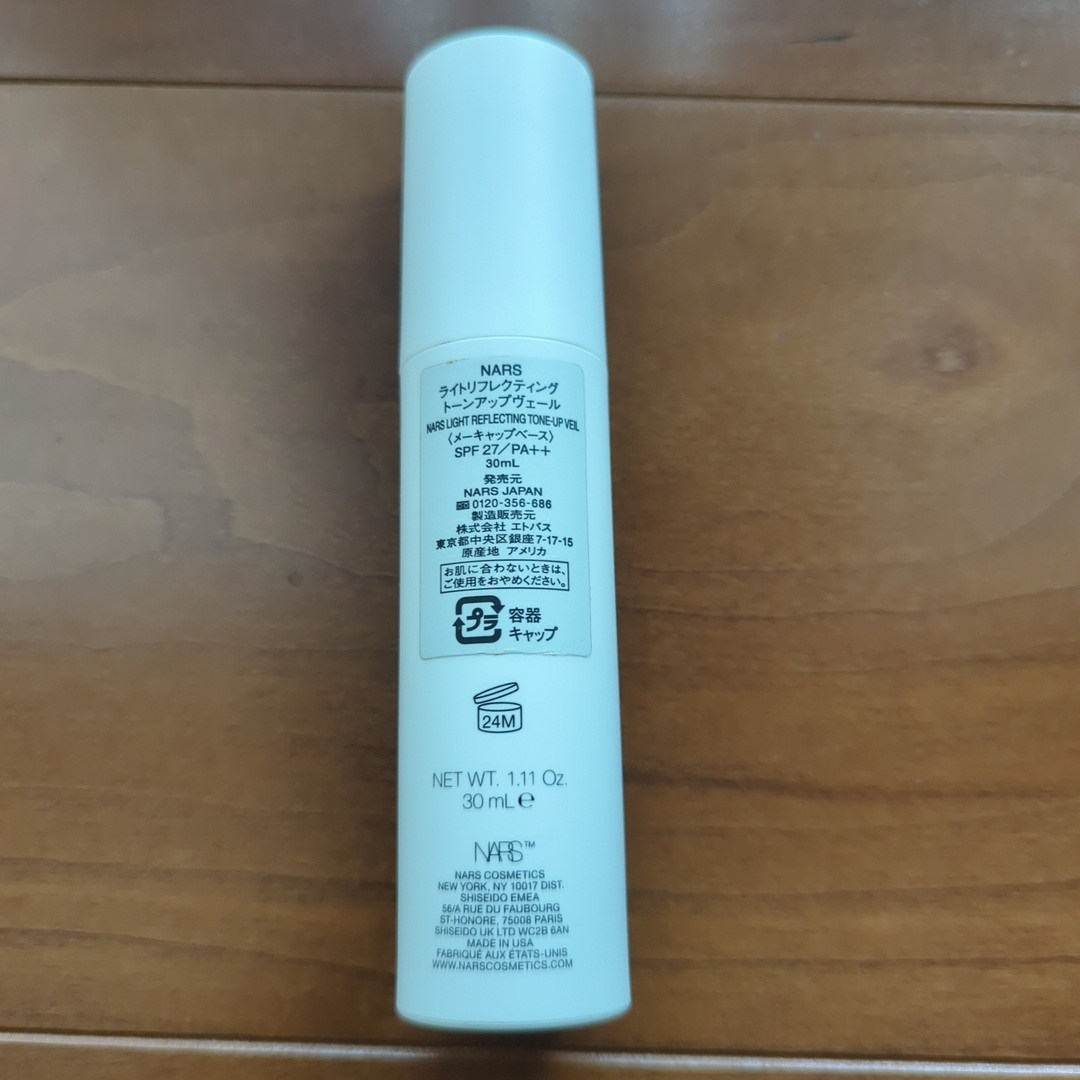 NARS
ライトリフレクティング
トーンアップヴェール
NARS LIGHT REFLECTING TONE-UP VEIL
〈メーキャップベース〉
SPF 27/PA++
30mL
発売元
NARS JAPAN
0120-356-686
製造販売元
株式会社 エトバス
東京都中央区銀座7-17-15
原産地 アメリカ
お肌に合わないときは、
ご使用をおやめください。
プラ 容器
キャップ
24M
NET WT. 1.11 Oz.
30 mL ℮
NARS™
NARS COSMETICS
NEW YORK, NY 10017 DIST.
SHISEIDO EMEA
56/A RUE DU FAUBOURG
ST-HONORE, 75008 PARIS
SHISEIDO UK LTD WC2B 6AN
MADE IN USA
FABRIQUÉ AUX ÉTATS-UNIS
WWW.NARSCOSMETICS.COM